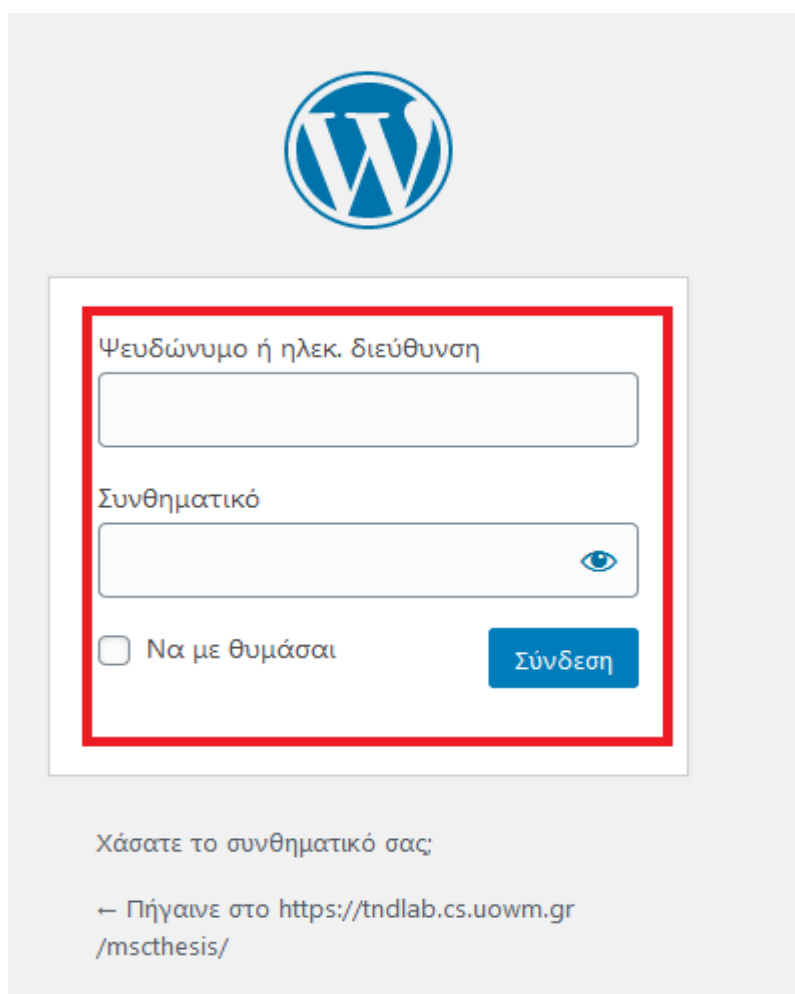 Ψευδώνυμο ή ηλεκ. διεύθυνση
Συνθηματικό
Να με θυμάσαι
Σύνδεση
Χάσατε το συνθηματικό σας;
← Πήγαινε στο https://tndlab.cs.uowm.gr
/mscthesis/